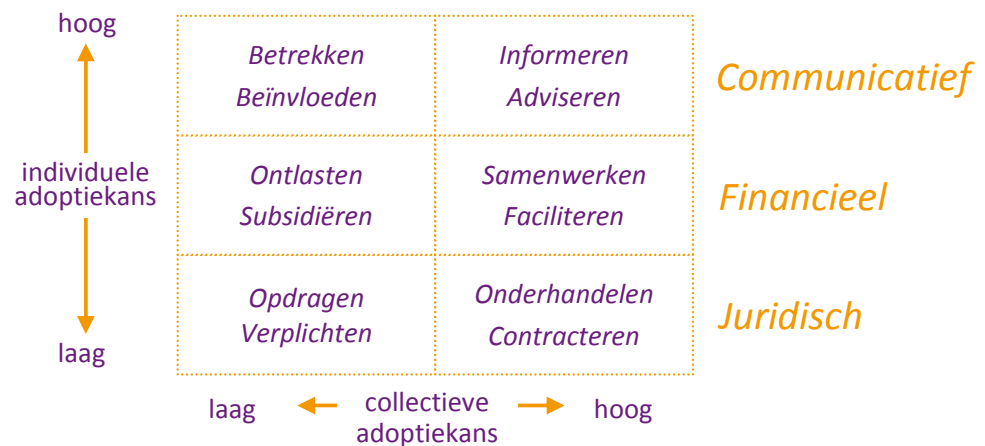 hoog
Betrekken
Beïnvloeden
Informeren
Adviseren
Communicatief
individuele
adoptiekans
Ontlasten
Subsidiëren
Samenwerken
Faciliteren
Financieel
Opdragen
Verplichten
Onderhandelen
Contracteren
Juridisch
laag
laag
collectieve
adoptiekans
hoog